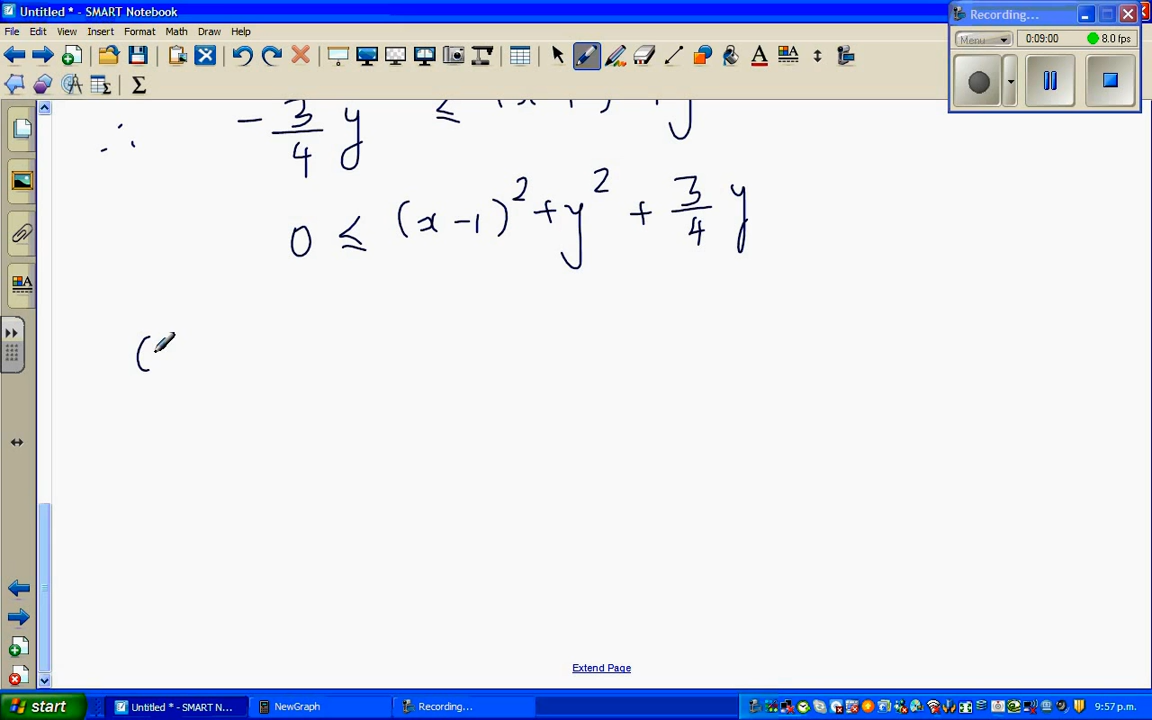 Untitled * - SMART Notebook
Recording...
File Edit View Insert Format Math Draw Help
Menu 0:09:00 8.0 fps
∴ - 3/4 y ≤
0 ≤ (x - 1)² + y² + 3/4 y
(
Extend Page
start Untitled * - SMART N... NewGraph Recording... 9:57 p.m.